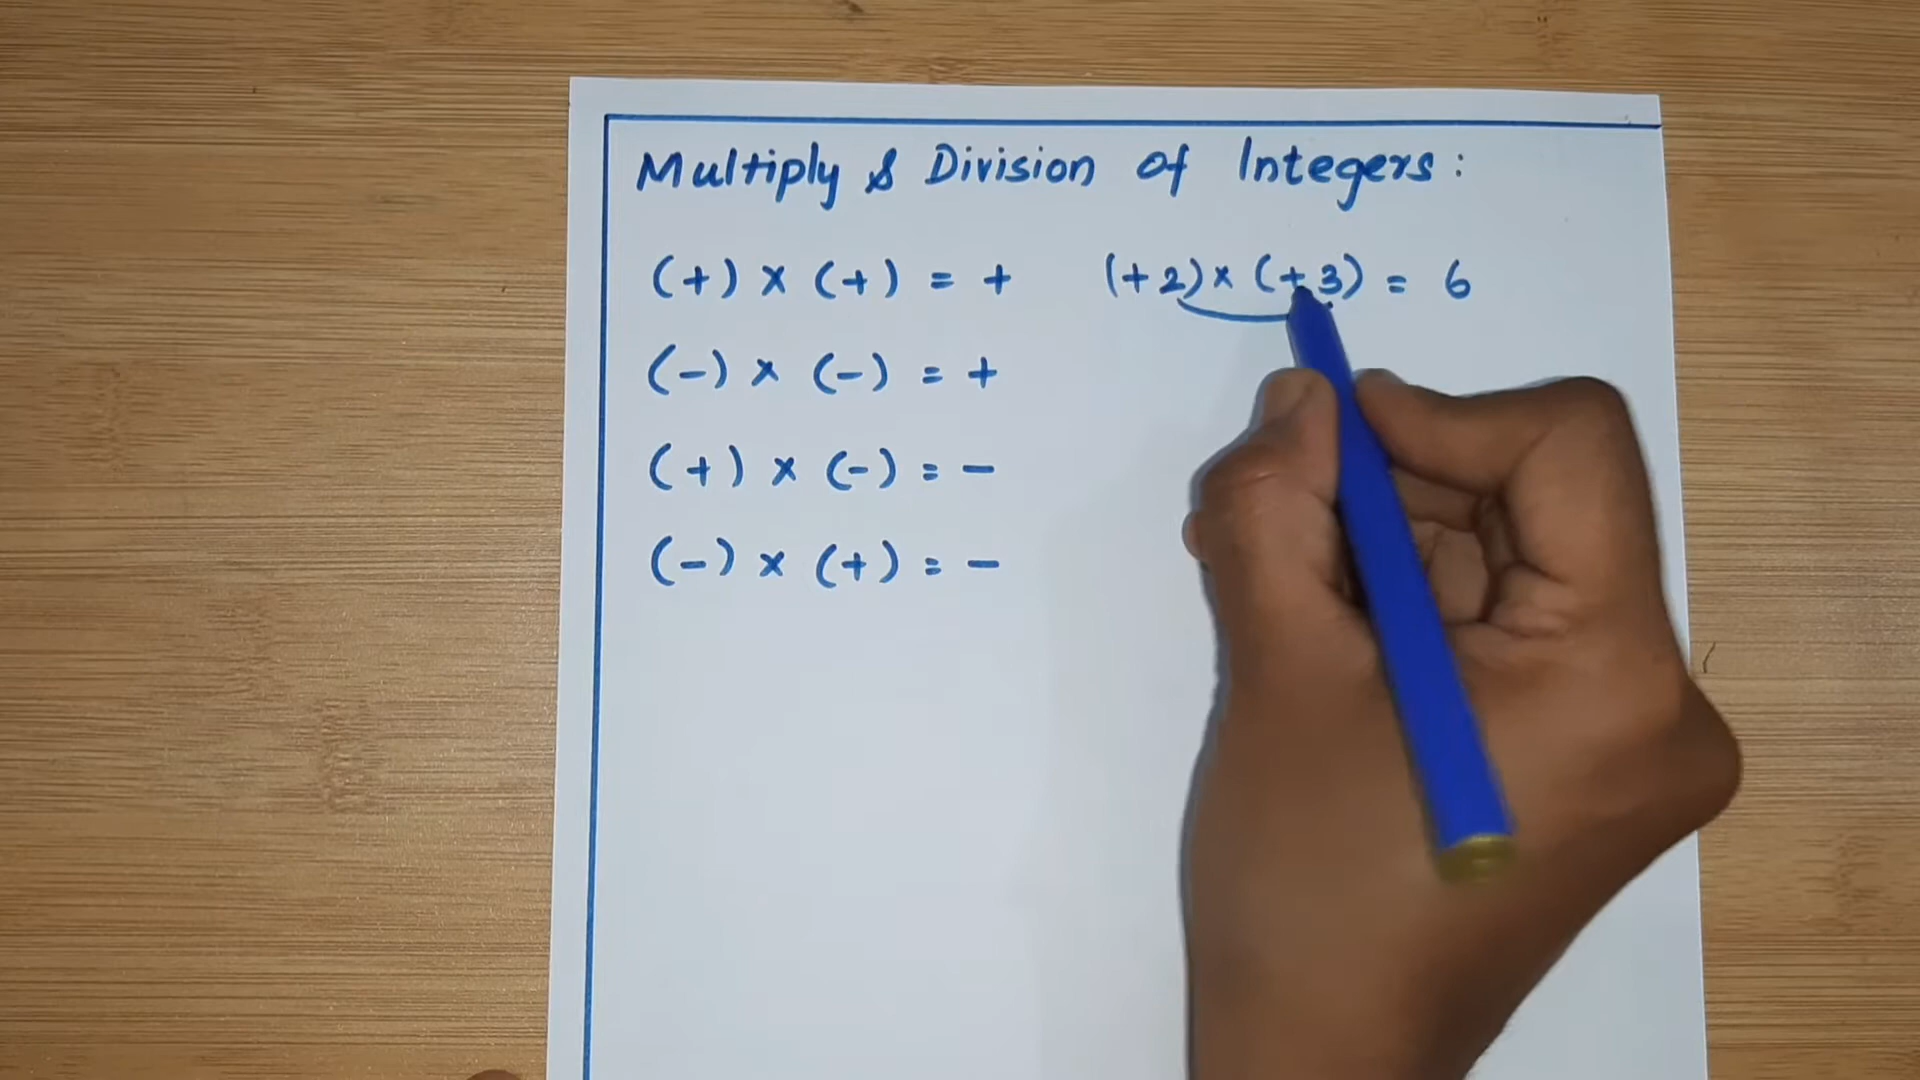 Multiply & Division of Integers:
(+) × (+) = + (+2) × (+3) = 6
(-) × (-) = +
(+) × (-) = -
(-) × (+) = -